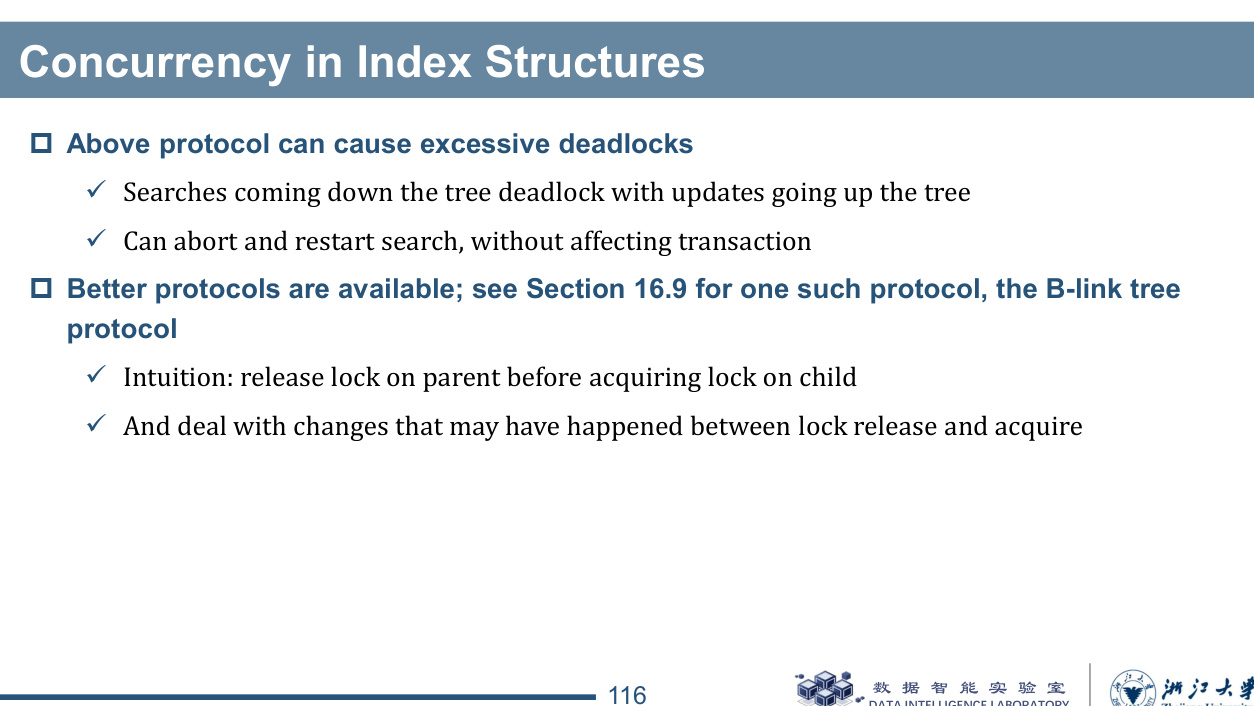 Concurrency in Index Structures
Above protocol can cause excessive deadlocks
Searches coming down the tree deadlock with updates going up the tree
Can abort and restart search, without affecting transaction
Better protocols are available; see Section 16.9 for one such protocol, the B-link tree
protocol
Intuition: release lock on parent before acquiring lock on child
And deal with changes that may have happened between lock release and acquire
116
数据智能实验室
DATA INTELLIGENCE LABORATORY
浙江大学